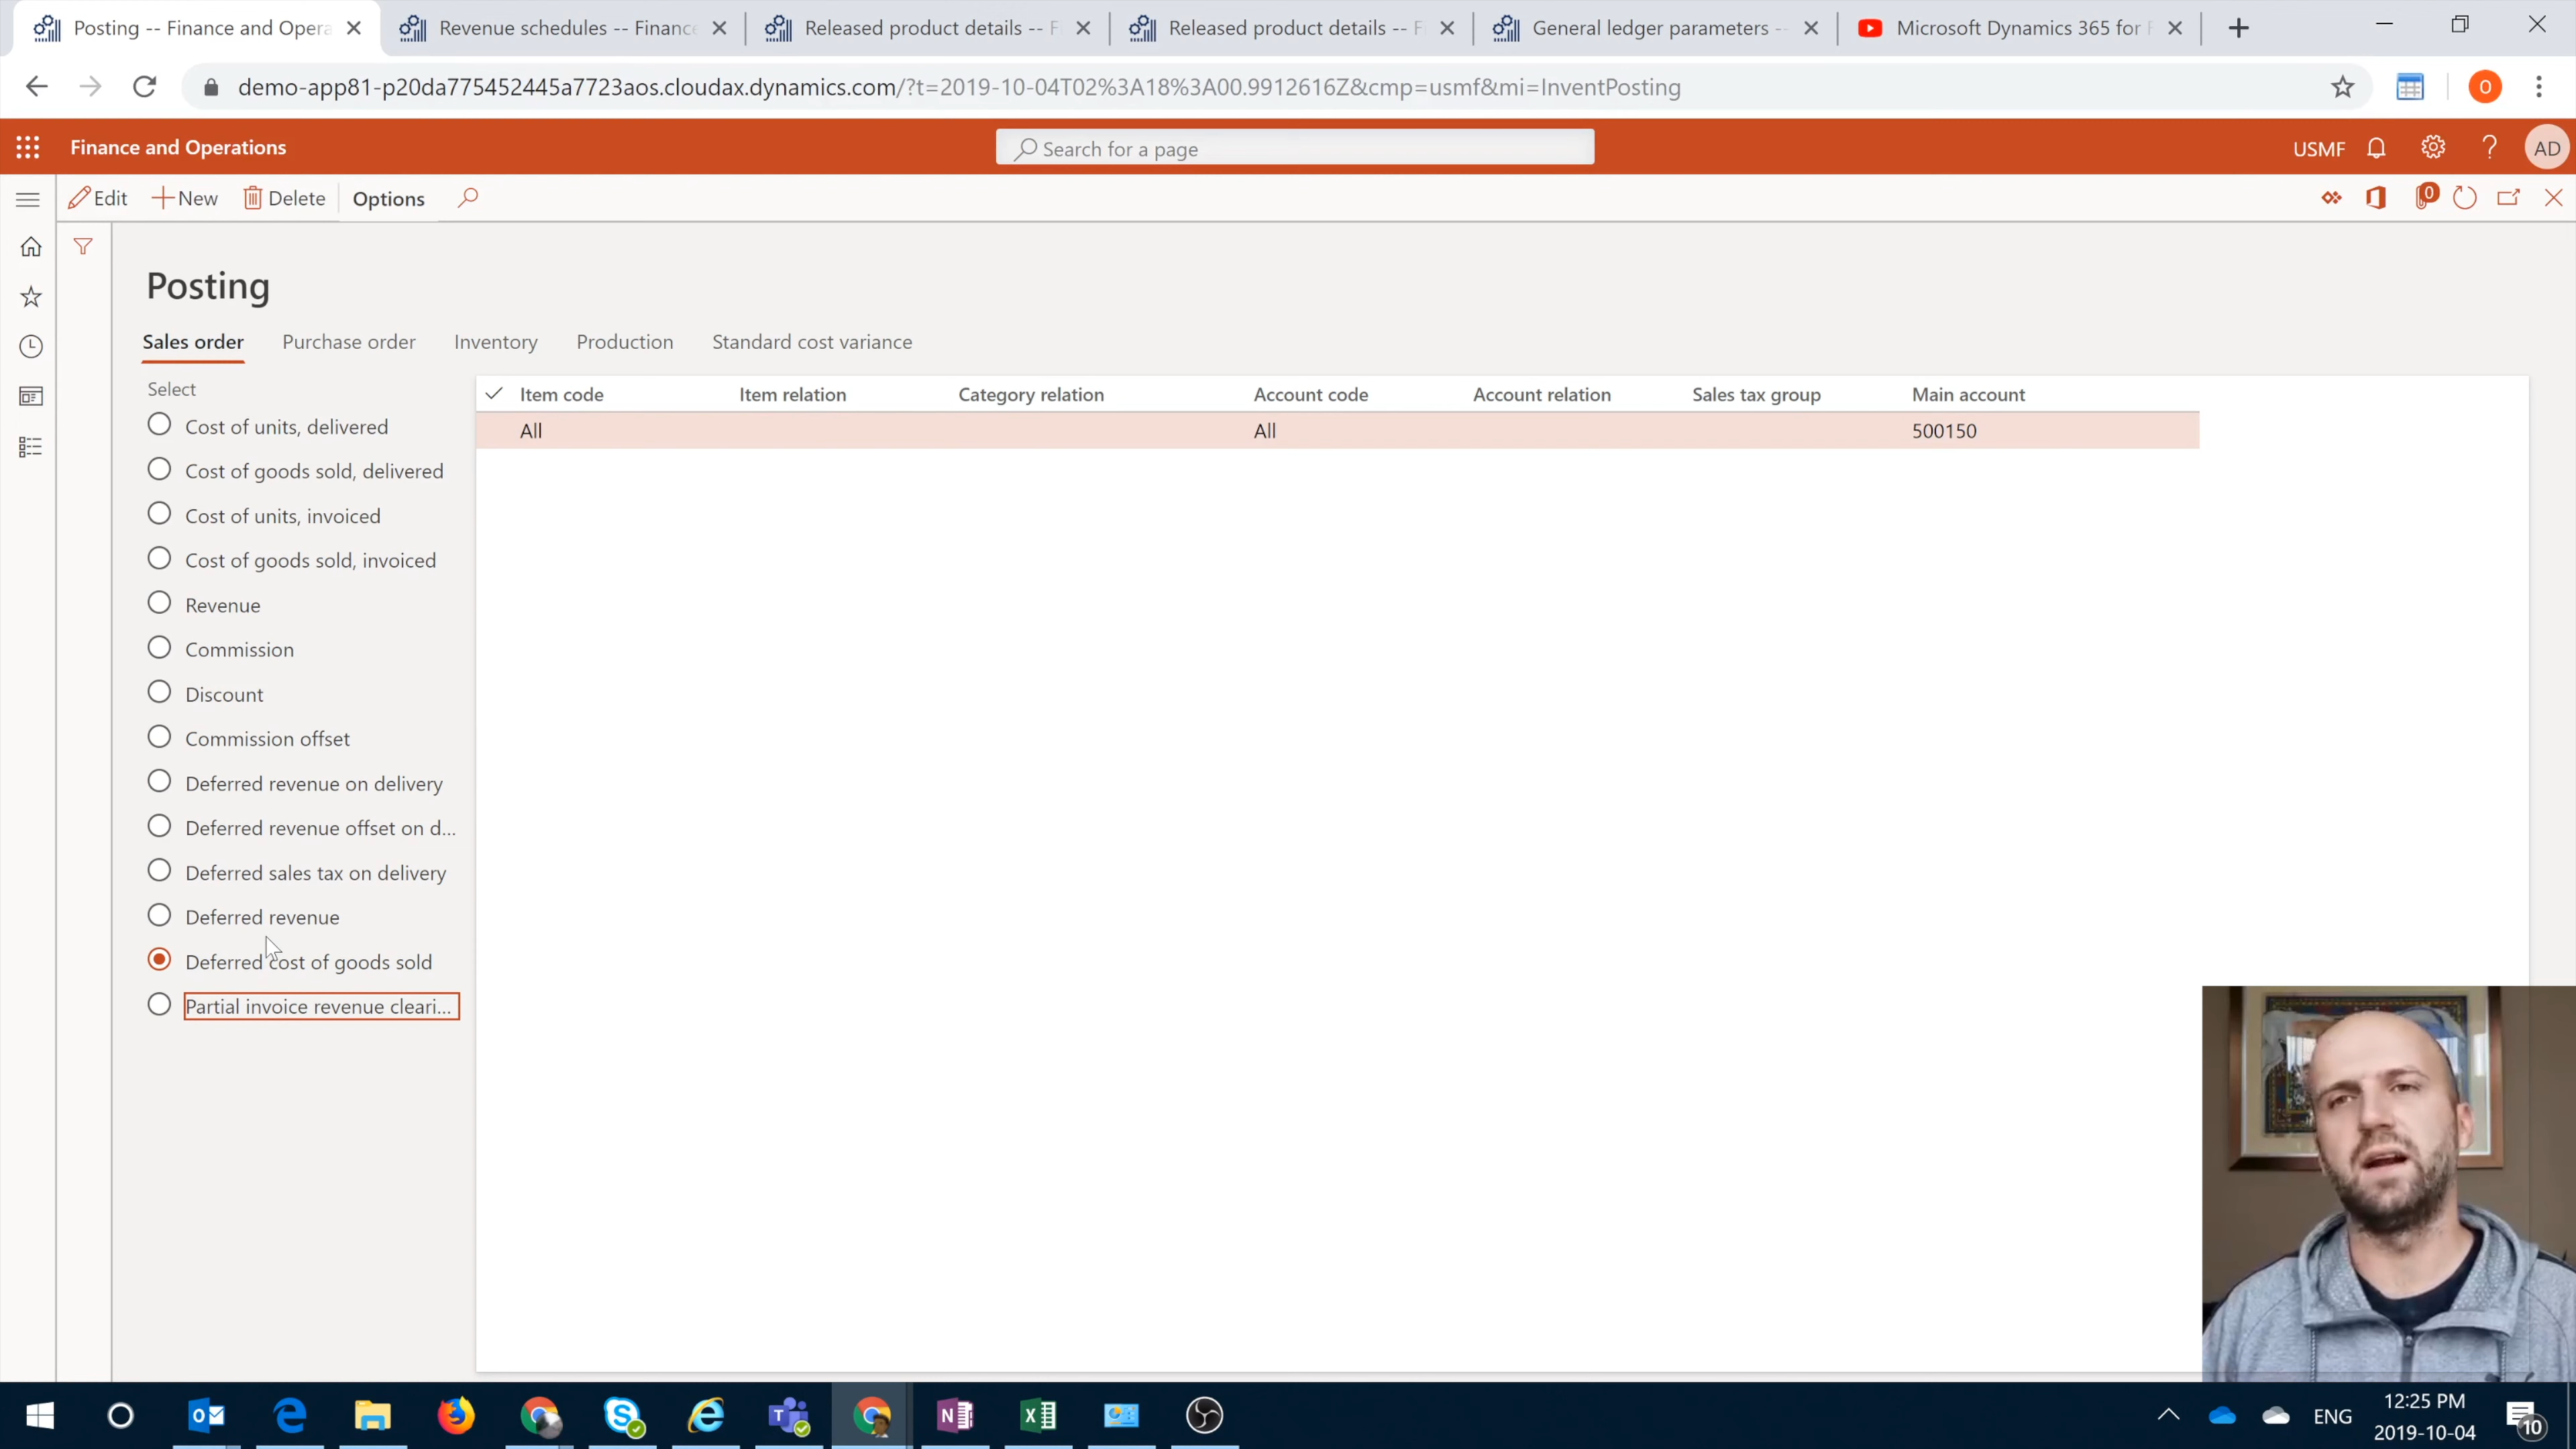 Posting -- Finance and Opera
Revenue schedules -- Financ
Released product details -- F
Released product details -- F
General ledger parameters --
Microsoft Dynamics 365 for F
demo-app81-p20da775452445a7723aos.cloudax.dynamics.com/?t=2019-10-04T02%3A18%3A00.9912616Z&cmp=usmf&mi=InventPosting
O
Finance and Operations
Search for a page
USMF
AD
Edit
New
Delete
Options
0
Posting
Sales order
Purchase order
Inventory
Production
Standard cost variance
Select
Cost of units, delivered
Cost of goods sold, delivered
Cost of units, invoiced
Cost of goods sold, invoiced
Revenue
Commission
Discount
Commission offset
Deferred revenue on delivery
Deferred revenue offset on d...
Deferred sales tax on delivery
Deferred revenue
Deferred cost of goods sold
Partial invoice revenue cleari...
Item code Item relation Category relation Account code Account relation Sales tax group Main account
All All 500150
ENG
12:25 PM
2019-10-04
10